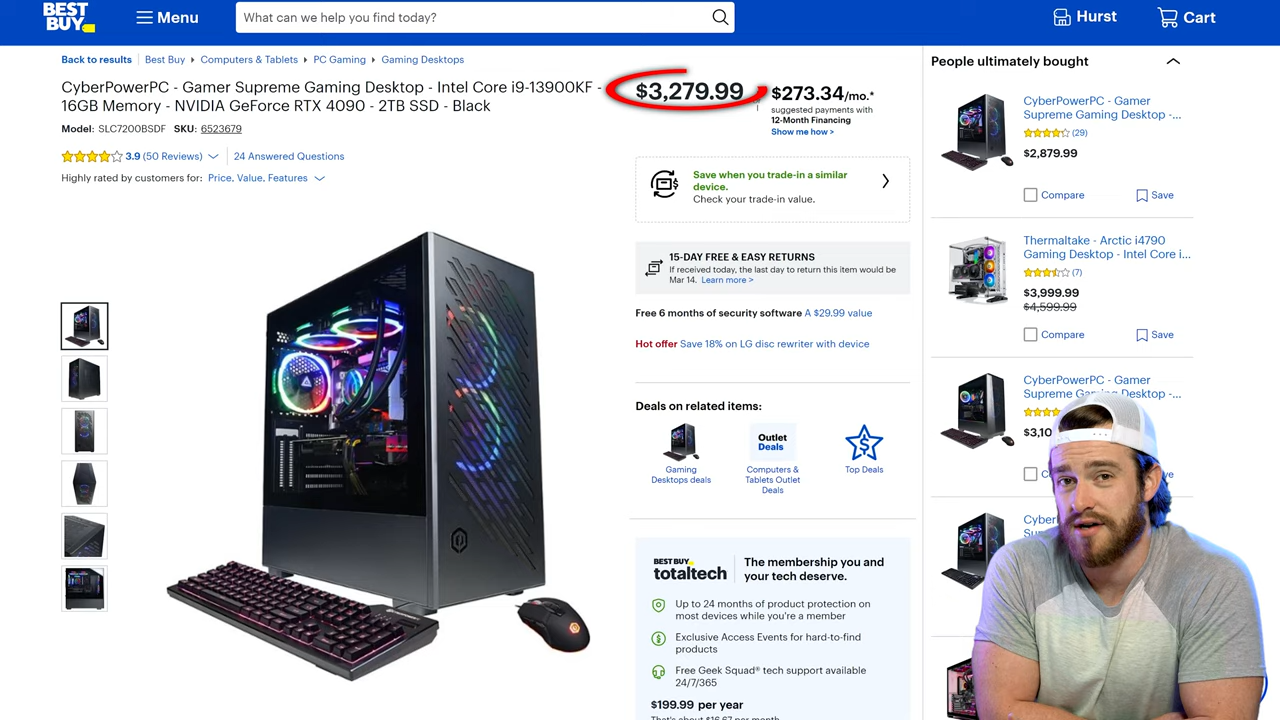 BEST BUY
Menu
What can we help you find today?
Hurst
Cart
Back to results
Best Buy
Computers & Tablets
PC Gaming
Gaming Desktops
CyberPowerPC - Gamer Supreme Gaming Desktop - Intel Core i9-13900KF -
16GB Memory - NVIDIA GeForce RTX 4090 - 2TB SSD - Black
Model: SLC7200BSDF SKU: 6523679
3.9 (50 Reviews)
24 Answered Questions
Highly rated by customers for: Price, Value, Features
$3,279.99
$273.34/mo.*
suggested payments with
12-Month Financing
Show me how >
Save when you trade-in a similar
device.
Check your trade-in value.
15-DAY FREE & EASY RETURNS
If received today, the last day to return this item would be
Mar 14. Learn more >
Free 6 months of security software A $29.99 value
Hot offer Save 18% on LG disc rewriter with device
Deals on related items:
Gaming
Desktops deals
Outlet
Deals
Computers &
Tablets Outlet
Deals
Top Deals
BEST BUY
totaltech
The membership you and
your tech deserve.
Up to 24 months of product protection on
most devices while you're a member
Exclusive Access Events for hard-to-find
products
Free Geek Squad® tech support available
24/7/365
$199.99 per year
That's about $16.67 per month.
People ultimately bought
CyberPowerPC - Gamer
Supreme Gaming Desktop -...
(29)
$2,879.99
Compare
Save
Thermaltake - Arctic i4790
Gaming Desktop - Intel Core i...
(7)
$3,999.99
$4,599.99
Compare
Save
CyberPowerPC - Gamer
Supreme Gaming Desktop -...
$3,10